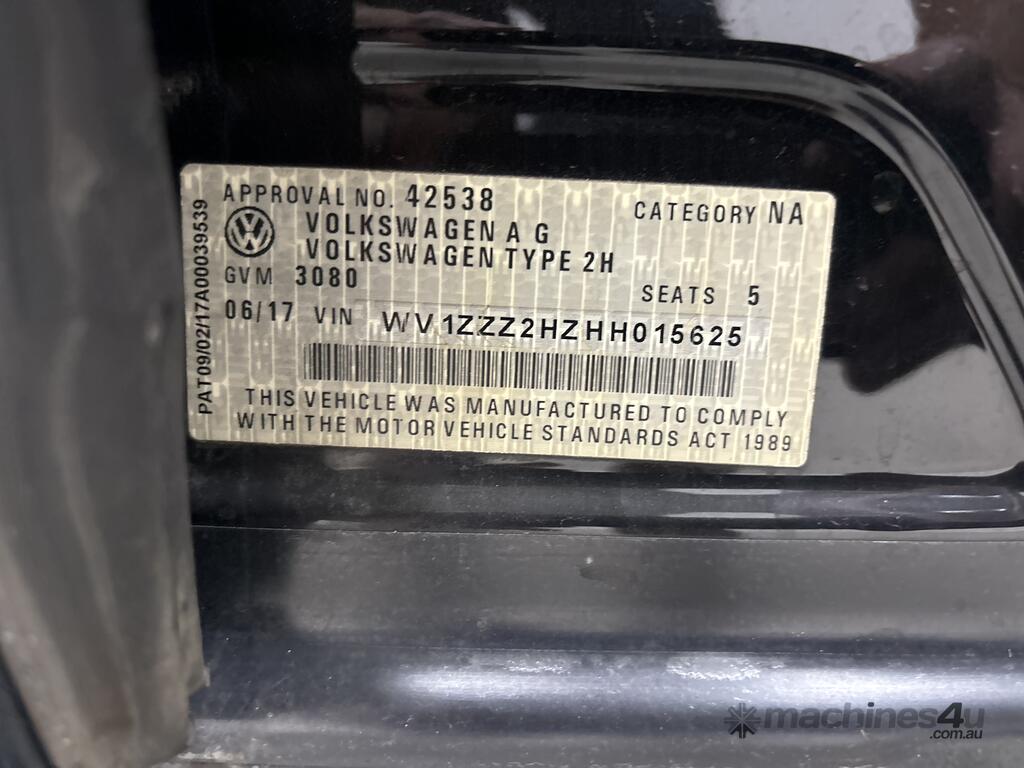 APPROVAL NO. 42538
CATEGORY NA
VOLKSWAGEN A G
VOLKSWAGEN TYPE 2H
GVM 3080
SEATS 5
06/17 VIN WV1ZZZ2HZHH015625
THIS VEHICLE WAS MANUFACTURED TO COMPLY
WITH THE MOTOR VEHICLE STANDARDS ACT 1989
PAT09/02/17A00039539
machines4u
.com.au